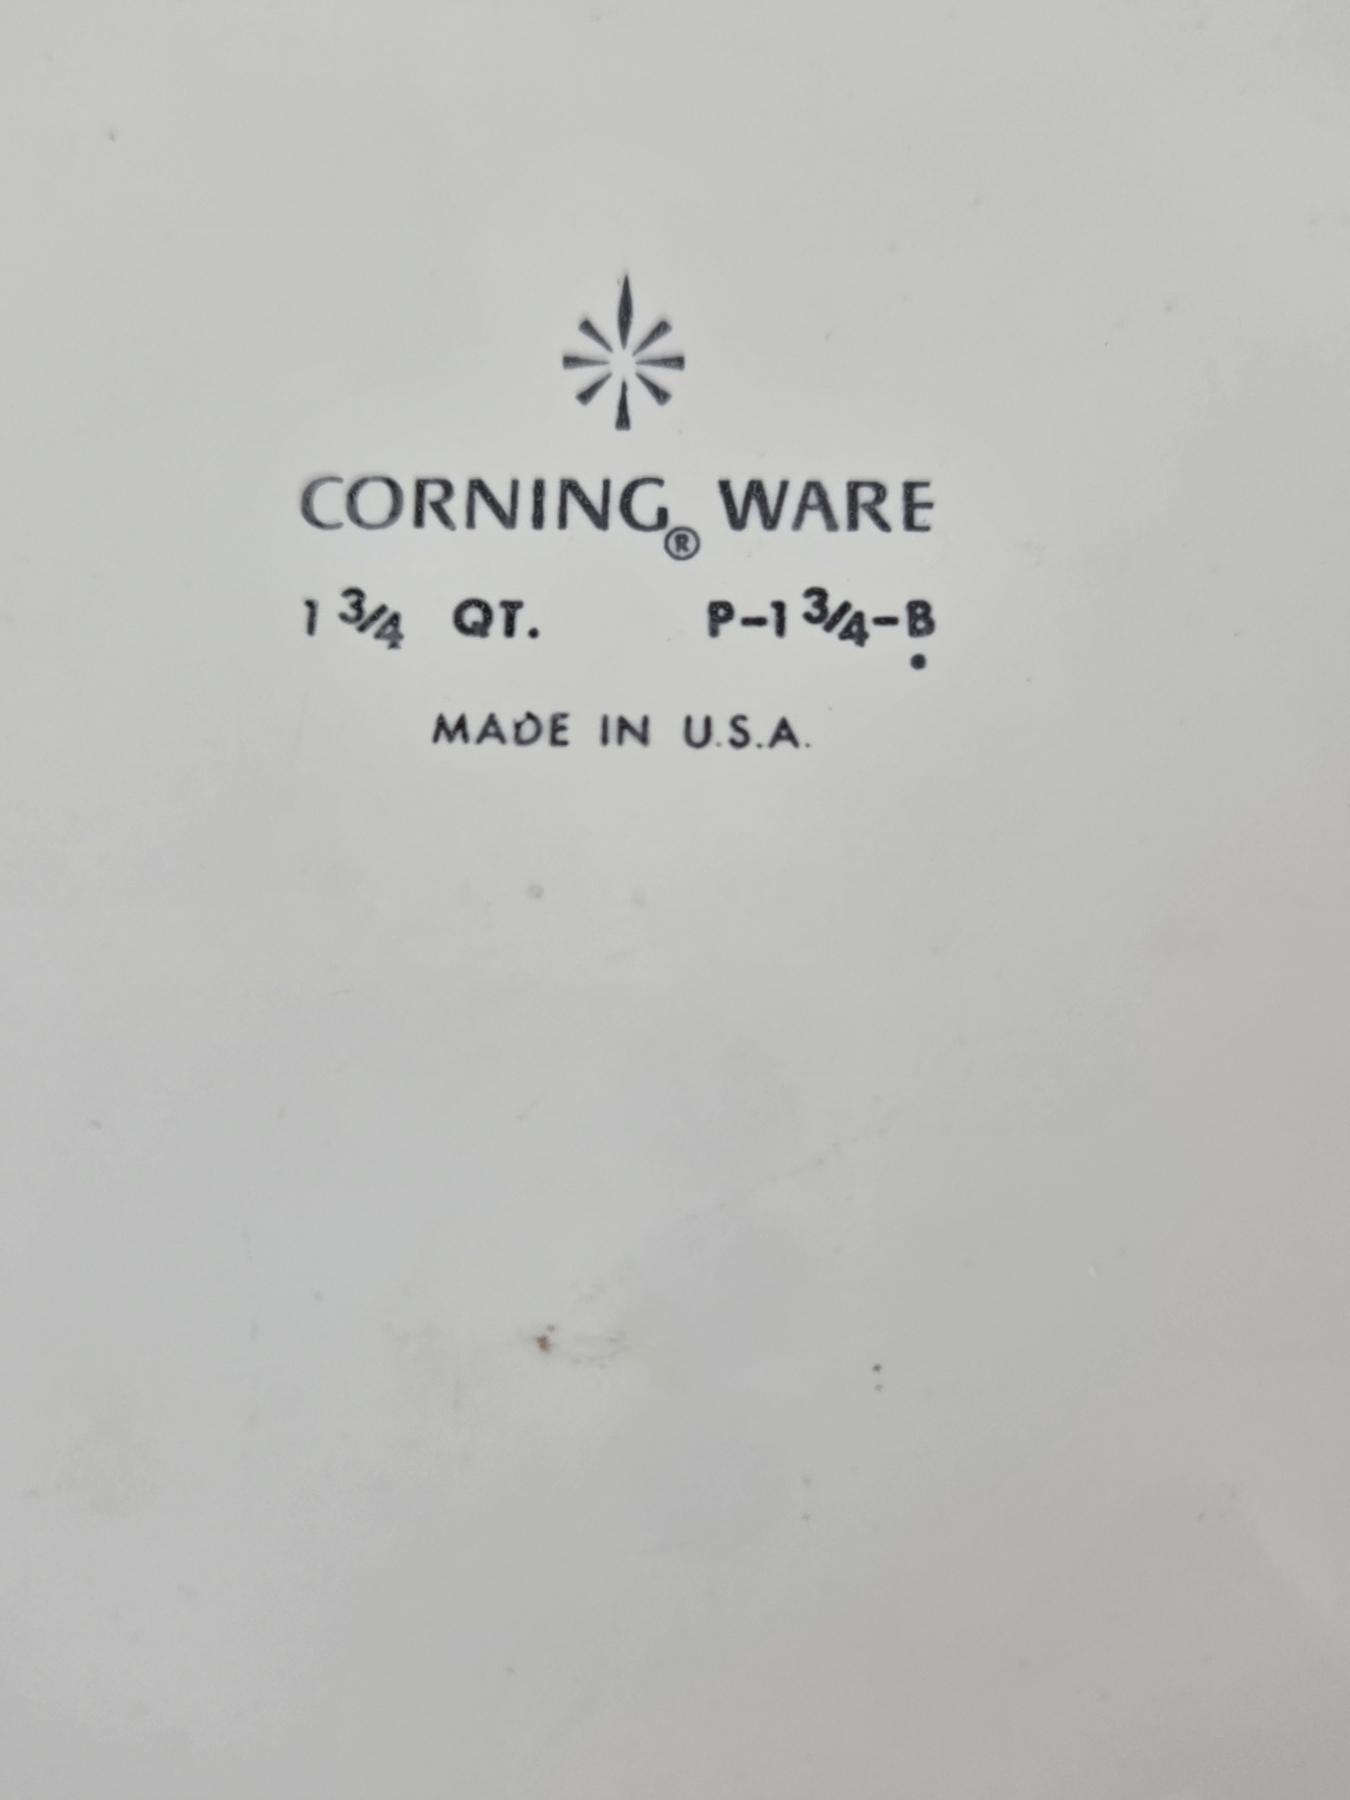 CORNING® WARE
1 3/4 QT. P-1 3/4-B
MADE IN U.S.A.